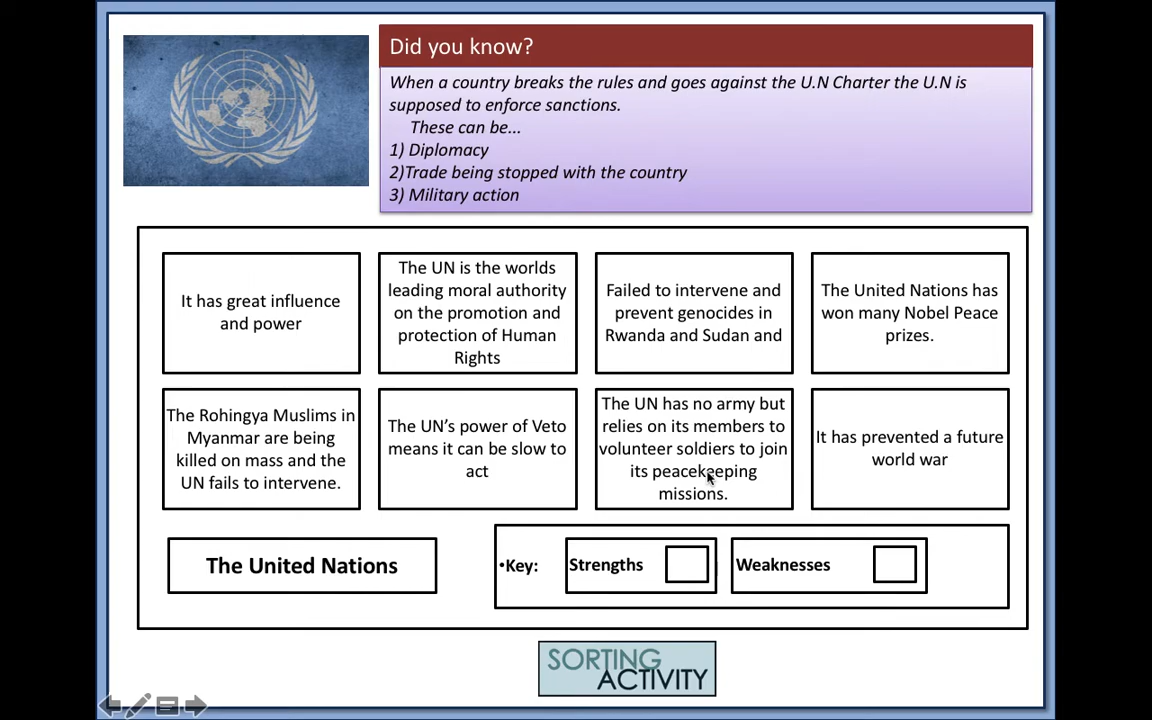 Did you know?
When a country breaks the rules and goes against the U.N Charter the U.N is
supposed to enforce sanctions.
These can be...
1) Diplomacy
2)Trade being stopped with the country
3) Military action
It has great influence
and power
The UN is the worlds
leading moral authority
on the promotion and
protection of Human
Rights
Failed to intervene and
prevent genocides in
Rwanda and Sudan and
The United Nations has
won many Nobel Peace
prizes.
The Rohingya Muslims in
Myanmar are being
killed on mass and the
UN fails to intervene.
The UN’s power of Veto
means it can be slow to
act
The UN has no army but
relies on its members to
volunteer soldiers to join
its peacekeeping
missions.
It has prevented a future
world war
The United Nations
•Key:
Strengths
Weaknesses
SORTING
ACTIVITY